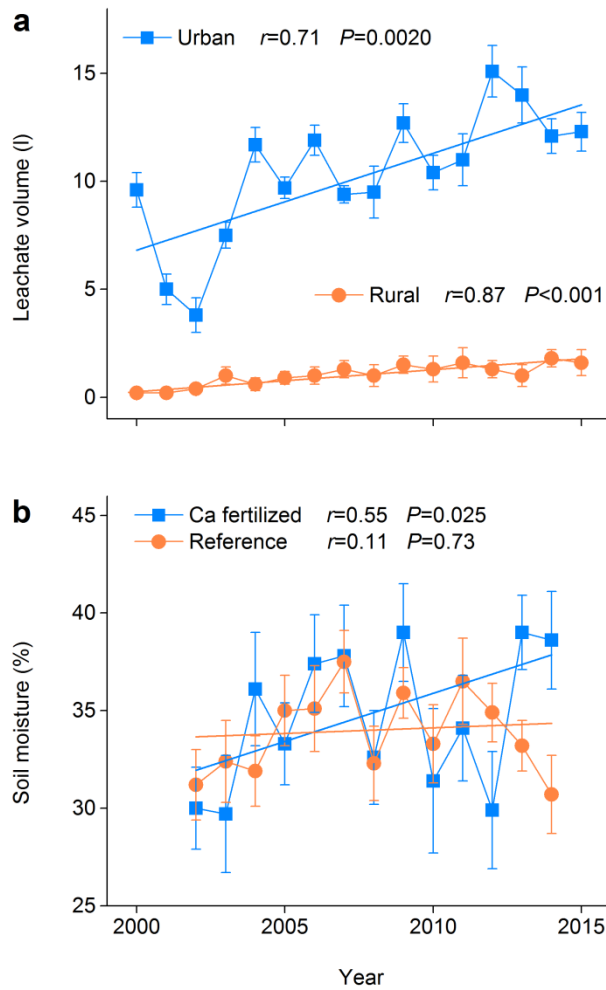 a
Urban r=0.71 P=0.0020
15
10
5
0
Leachate volume (l)
Rural r=0.87 P<0.001
b
45
40
35
30
25
Soil moisture (%)
Ca fertilized r=0.55 P=0.025
Reference r=0.11 P=0.73
2000 2005 2010 2015
Year